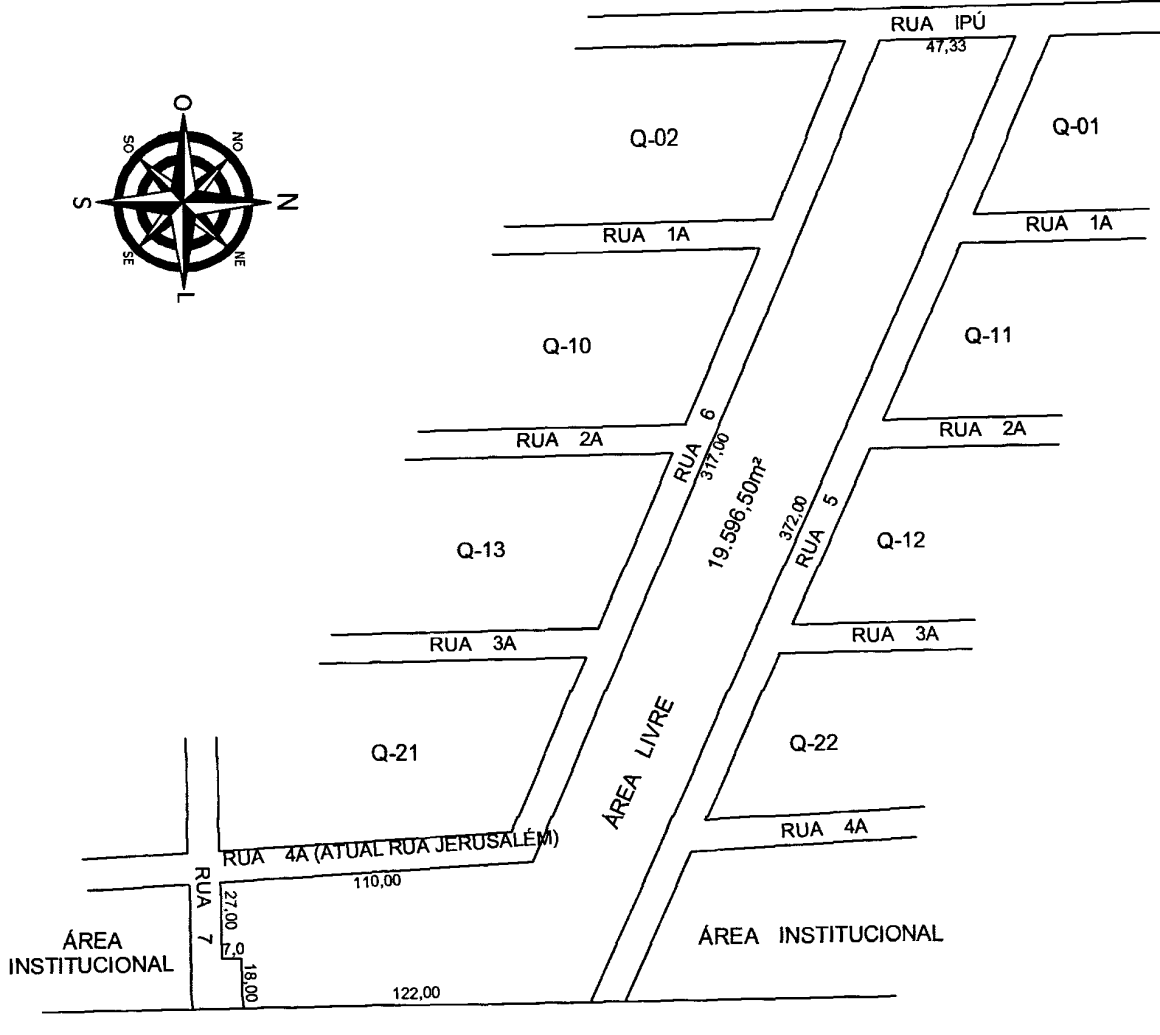 RUA IPÚ
47,33
O
SO
NO
S
N
SE
NE
L
Q-02
Q-01
RUA 1A
RUA 1A
Q-10
Q-11
RUA 2A
RUA 6
317,00
RUA 2A
19.596,50m²
372,00
RUA 5
Q-13
Q-12
RUA 3A
RUA 3A
ÁREA LIVRE
Q-21
Q-22
RUA 4A (ATUAL RUA JERUSALÉM)
RUA 4A
110,00
RUA 7
27,00
7,0
18,00
ÁREA
INSTITUCIONAL
ÁREA INSTITUCIONAL
122,00